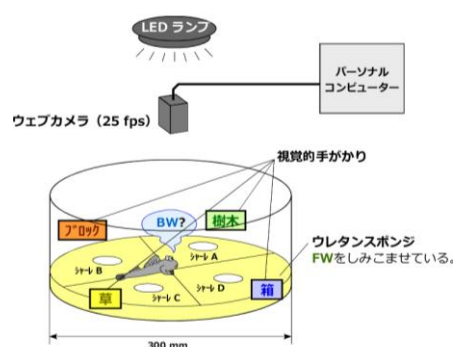 LED ランプ
パーソナル
コンピューター
ウェブカメラ（25 fps）
視覚的手がかり
ブロック
BW?
樹木
シャーレ A
シャーレ B
ウレタンスポンジ
FWをしみこませている。
草
シャーレ C
シャーレ D
箱
300 mm